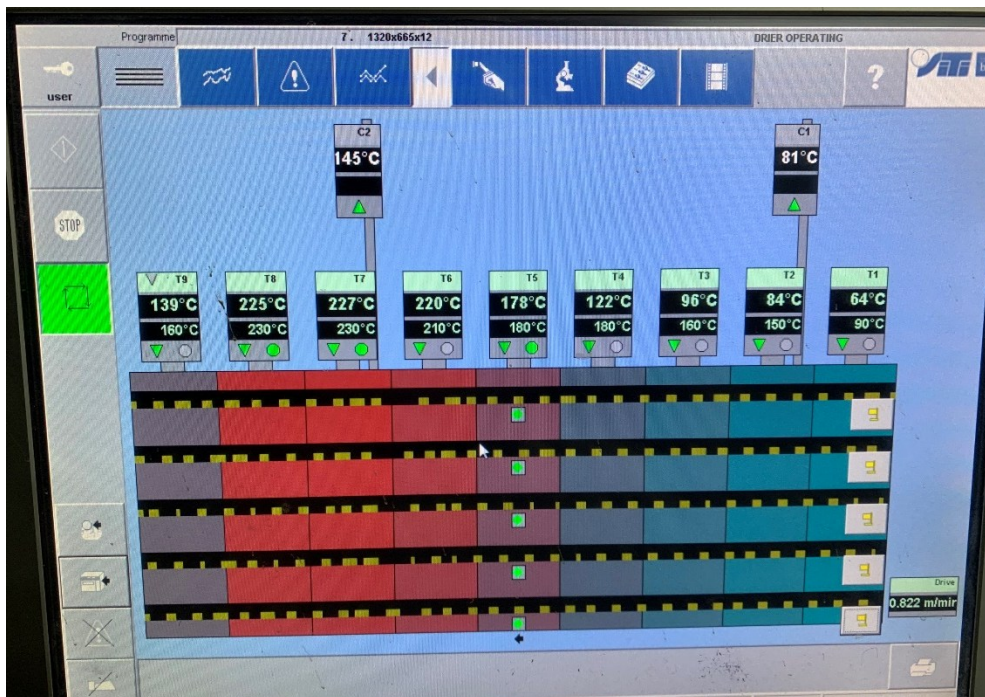 Programme 7. 1320x665x12 DRIER OPERATING
user
?
C2 C1
145°C 81°C
STOP
T9 T8 T7 T6 T5 T4 T3 T2 T1
139°C 225°C 227°C 220°C 178°C 122°C 96°C 84°C 64°C
160°C 230°C 230°C 210°C 180°C 180°C 160°C 150°C 90°C
Drive
0.822 m/mir